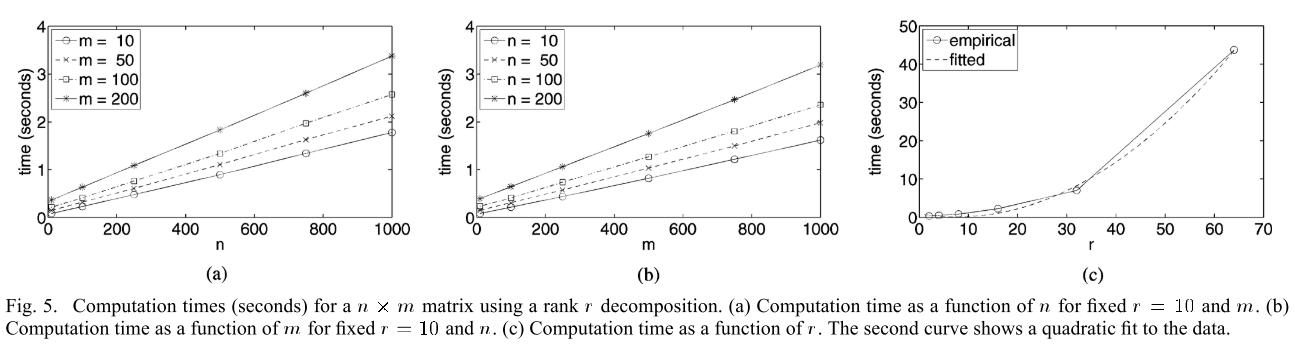 4
3
2
1
0
0 200 400 600 800 1000
time (seconds)
n
m = 10
m = 50
m = 100
m = 200
(a)
4
3
2
1
0
0 200 400 600 800 1000
time (seconds)
m
n = 10
n = 50
n = 100
n = 200
(b)
50
40
30
20
10
0
0 10 20 30 40 50 60 70
time (seconds)
r
empirical
fitted
(c)
Fig. 5. Computation times (seconds) for a n × m matrix using a rank r decomposition. (a) Computation time as a function of n for fixed r = 10 and m. (b)
Computation time as a function of m for fixed r = 10 and n. (c) Computation time as a function of r. The second curve shows a quadratic fit to the data.